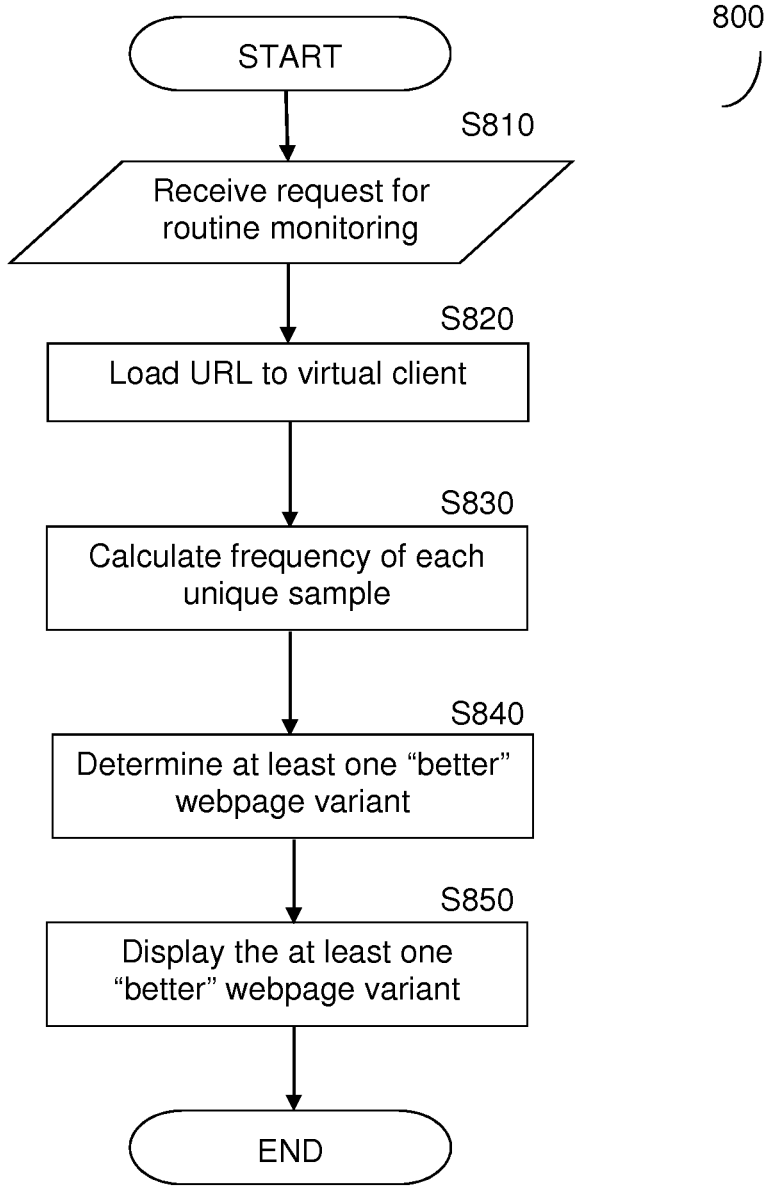 800
START
S810
Receive request for
routine monitoring
S820
Load URL to virtual client
S830
Calculate frequency of each
unique sample
S840
Determine at least one “better”
webpage variant
S850
Display the at least one
“better” webpage variant
END